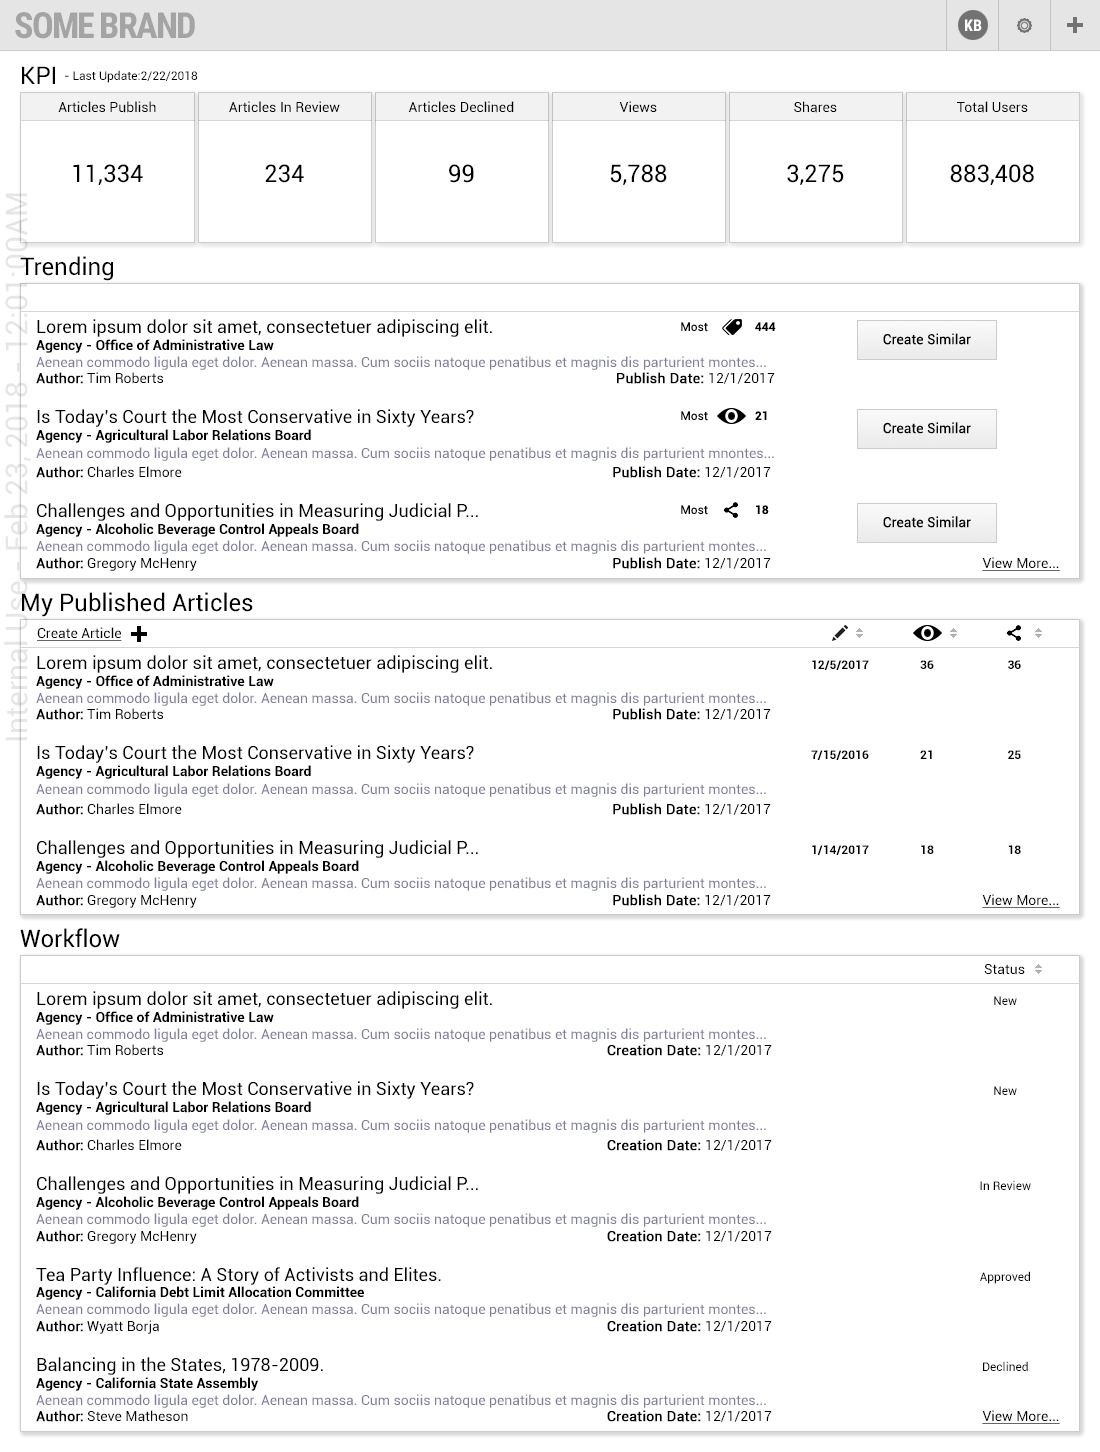 SOME BRAND
KB
KPI - Last Update:2/22/2018
Articles Publish
Articles In Review
Articles Declined
Views
Shares
Total Users
11,334
234
99
5,788
3,275
883,408
Internal Use - Feb 23, 2018 - 12:01:00AM
Trending
Lorem ipsum dolor sit amet, consectetuer adipiscing elit.
Most 444
Create Similar
Agency - Office of Administrative Law
Aenean commodo ligula eget dolor. Aenean massa. Cum sociis natoque penatibus et magnis dis parturient montes...
Author: Tim Roberts
Publish Date: 12/1/2017
Is Today's Court the Most Conservative in Sixty Years?
Most 21
Create Similar
Agency - Agricultural Labor Relations Board
Aenean commodo ligula eget dolor. Aenean massa. Cum sociis natoque penatibus et magnis dis parturient mnontes...
Author: Charles Elmore
Publish Date: 12/1/2017
Challenges and Opportunities in Measuring Judicial P...
Most 18
Create Similar
Agency - Alcoholic Beverage Control Appeals Board
Aenean commodo ligula eget dolor. Aenean massa. Cum sociis natoque penatibus et magnis dis parturient montes...
Author: Gregory McHenry
Publish Date: 12/1/2017
View More...
My Published Articles
Create Article
Lorem ipsum dolor sit amet, consectetuer adipiscing elit.
12/5/2017
36
36
Agency - Office of Administrative Law
Aenean commodo ligula eget dolor. Aenean massa. Cum sociis natoque penatibus et magnis dis parturient montes...
Author: Tim Roberts
Publish Date: 12/1/2017
Is Today's Court the Most Conservative in Sixty Years?
7/15/2016
21
25
Agency - Agricultural Labor Relations Board
Aenean commodo ligula eget dolor. Aenean massa. Cum sociis natoque penatibus et magnis dis parturient montes...
Author: Charles Elmore
Publish Date: 12/1/2017
Challenges and Opportunities in Measuring Judicial P...
1/14/2017
18
18
Agency - Alcoholic Beverage Control Appeals Board
Aenean commodo ligula eget dolor. Aenean massa. Cum sociis natoque penatibus et magnis dis parturient montes...
Author: Gregory McHenry
Publish Date: 12/1/2017
View More...
Workflow
Status
Lorem ipsum dolor sit amet, consectetuer adipiscing elit.
New
Agency - Office of Administrative Law
Aenean commodo ligula eget dolor. Aenean massa. Cum sociis natoque penatibus et magnis dis parturient montes...
Author: Tim Roberts
Creation Date: 12/1/2017
Is Today's Court the Most Conservative in Sixty Years?
New
Agency - Agricultural Labor Relations Board
Aenean commodo ligula eget dolor. Aenean massa. Cum sociis natoque penatibus et magnis dis parturient montes...
Author: Charles Elmore
Creation Date: 12/1/2017
Challenges and Opportunities in Measuring Judicial P...
In Review
Agency - Alcoholic Beverage Control Appeals Board
Aenean commodo ligula eget dolor. Aenean massa. Cum sociis natoque penatibus et magnis dis parturient montes...
Author: Gregory McHenry
Creation Date: 12/1/2017
Tea Party Influence: A Story of Activists and Elites.
Approved
Agency - California Debt Limit Allocation Committee
Aenean commodo ligula eget dolor. Aenean massa. Cum sociis natoque penatibus et magnis dis parturient montes...
Author: Wyatt Borja
Creation Date: 12/1/2017
Balancing in the States, 1978-2009.
Declined
Agency - California State Assembly
Aenean commodo ligula eget dolor. Aenean massa. Cum sociis natoque penatibus et magnis dis parturient montes...
Author: Steve Matheson
Creation Date: 12/1/2017
View More...